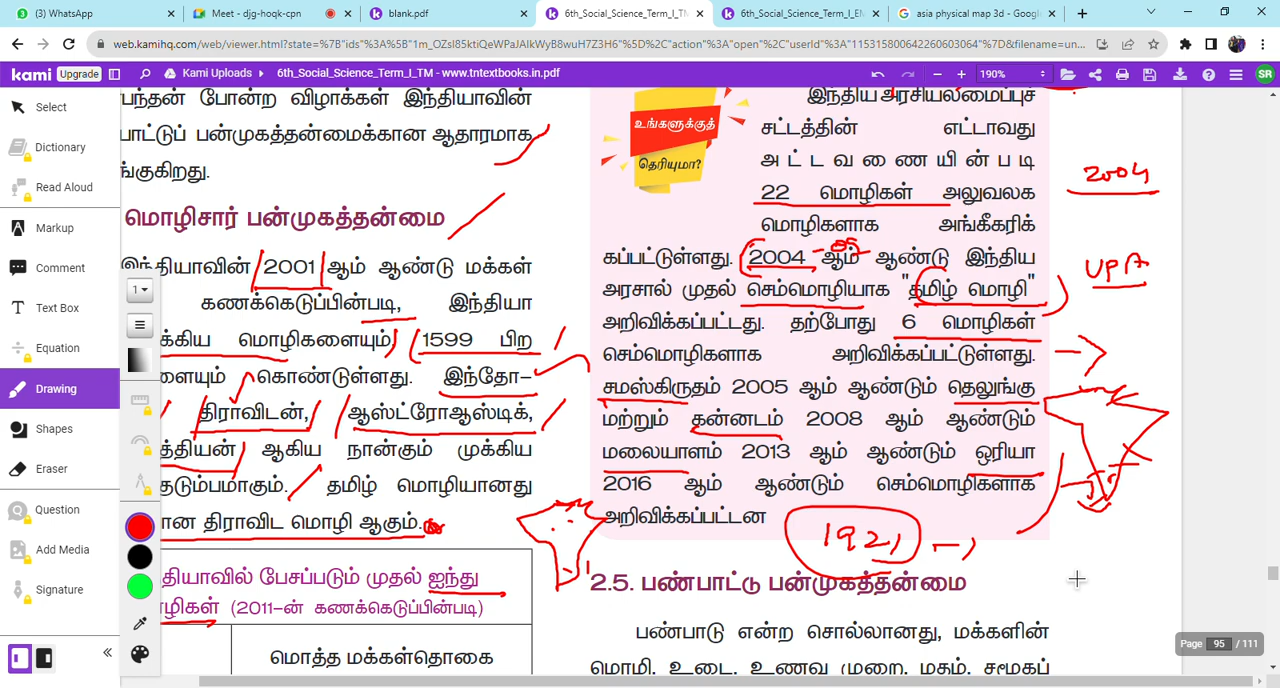 (3) WhatsApp
Meet - djg-hoqk-cpn
blank.pdf
6th_Social_Science_Term_I_TM
6th_Social_Science_Term_I_EM
asia physical map 3d - Google
web.kamihq.com/web/viewer.html?state=%7B"ids"%3A%5B"1m_OZsl85ktiQeWPaJAIkWyB8wuH7Z3H6"%5D%2C"action"%3A"open"%2C"userId"%3A"115315800642260603064"%7D&filename=un...
kami Upgrade
Kami Uploads
6th_Social_Science_Term_I_TM - www.tntextbooks.in.pdf
190%
SR
Select
Dictionary
Read Aloud
Markup
Comment
Text Box
Equation
Drawing
Shapes
Eraser
Question
Add Media
Signature
1
பந்தன் போன்ற விழாக்கள் இந்தியாவின்
பாட்டுப் பன்முகத்தன்மைக்கான ஆதாரமாக
ங்குகிறது.
மொழிசார் பன்முகத்தன்மை
இந்தியாவின் 2001 ஆம் ஆண்டு மக்கள்
கணக்கெடுப்பின்படி, இந்தியா
க்கிய மொழிகளையும் 1599 பிற
ளையும் கொண்டுள்ளது. இந்தோ–
திராவிடன், ஆஸ்ட்ரோஆஸ்டிக்,
த்தியன் ஆகிய நான்கும் முக்கிய
குடும்பமாகும். தமிழ் மொழியானது
ான திராவிட மொழி ஆகும்.
தியாவில் பேசப்படும் முதல் ஐந்து
ழிகள் (2011–ன் கணக்கெடுப்பின்படி)
மொத்த மக்கள்தொகை
உங்களுக்குத்
தெரியுமா?
இந்திய அரசியலமைப்புச்
சட்டத்தின் எட்டாவது
அட்டவணையின்படி
22 மொழிகள் அலுவலக
மொழிகளாக அங்கீகரிக்
கப்பட்டுள்ளது. 2004 ஆம் ஆண்டு இந்திய
அரசால் முதல் செம்மொழியாக "தமிழ் மொழி"
அறிவிக்கப்பட்டது. தற்போது 6 மொழிகள்
செம்மொழிகளாக அறிவிக்கப்பட்டுள்ளது.
சமஸ்கிருதம் 2005 ஆம் ஆண்டும் தெலுங்கு
மற்றும் கன்னடம் 2008 ஆம் ஆண்டும்
மலையாளம் 2013 ஆம் ஆண்டும் ஒரியா
2016 ஆம் ஆண்டும் செம்மொழிகளாக
அறிவிக்கப்பட்டன
2004
05
UPA
192
2.5. பண்பாட்டு பன்முகத்தன்மை
பண்பாடு என்ற சொல்லானது, மக்களின்
மொழி, உடை, உணவு முறை, மதம், சமூகப்
Page 95 / 111